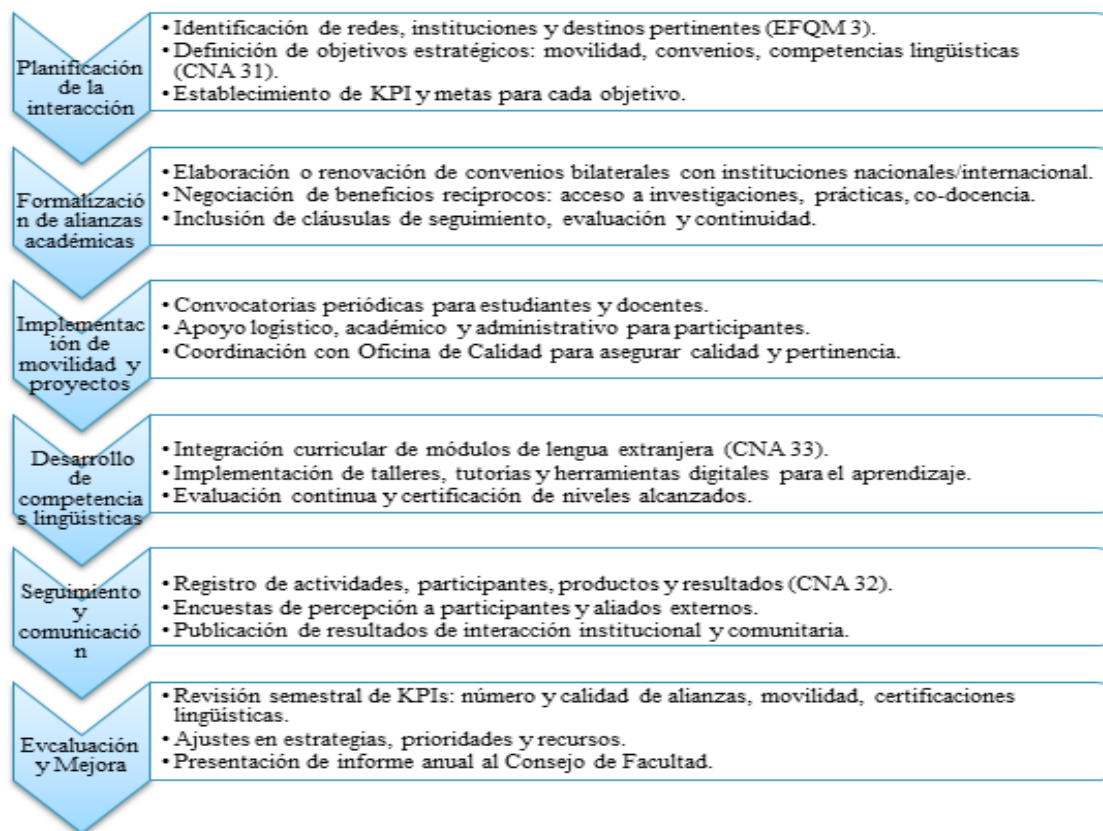 Planificación
de la
interacción
• Identificación de redes, instituciones y destinos pertinentes (EFQM 3).
• Definición de objetivos estratégicos: movilidad, convenios, competencias lingüísticas
(CNA 31).
• Establecimiento de KPI y metas para cada objetivo.
Formalizació
n de alianzas
académicas
• Elaboración o renovación de convenios bilaterales con instituciones nacionales/internacional.
• Negociación de beneficios reciprocos: acceso a investigaciones, prácticas, co-docencia.
• Inclusión de cláusulas de seguimiento, evaluación y continuidad.
Implementac
ión de
movilidad y
proyectos
• Convocatorias periódicas para estudiantes y docentes.
• Apoyo logístico, académico y administrativo para participantes.
• Coordinación con Oficina de Calidad para asegurar calidad y pertinencia.
Desarrollo
de
competencia
s lingüísticas
• Integración curricular de módulos de lengua extranjera (CNA 33).
• Implementación de talleres, tutorías y herramientas digitales para el aprendizaje.
• Evaluación continua y certificación de niveles alcanzados.
Seguimiento
y
comunicació
n
• Registro de actividades, participantes, productos y resultados (CNA 32).
• Encuestas de percepción a participantes y aliados externos.
• Publicación de resultados de interacción institucional y comunitaria.
Evcaluación
y Mejora
• Revisión semestral de KPIs: número y calidad de alianzas, movilidad, certificaciones
lingüísticas.
• Ajustes en estrategias, prioridades y recursos.
• Presentación de informe anual al Consejo de Facultad.